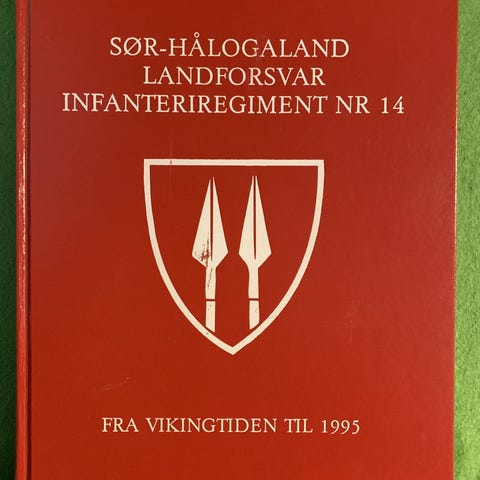 SØR-HÅLOGALAND
LANDFORSVAR
INFANTERIREGIMENT NR 14
FRA VIKINGTIDEN TIL 1995